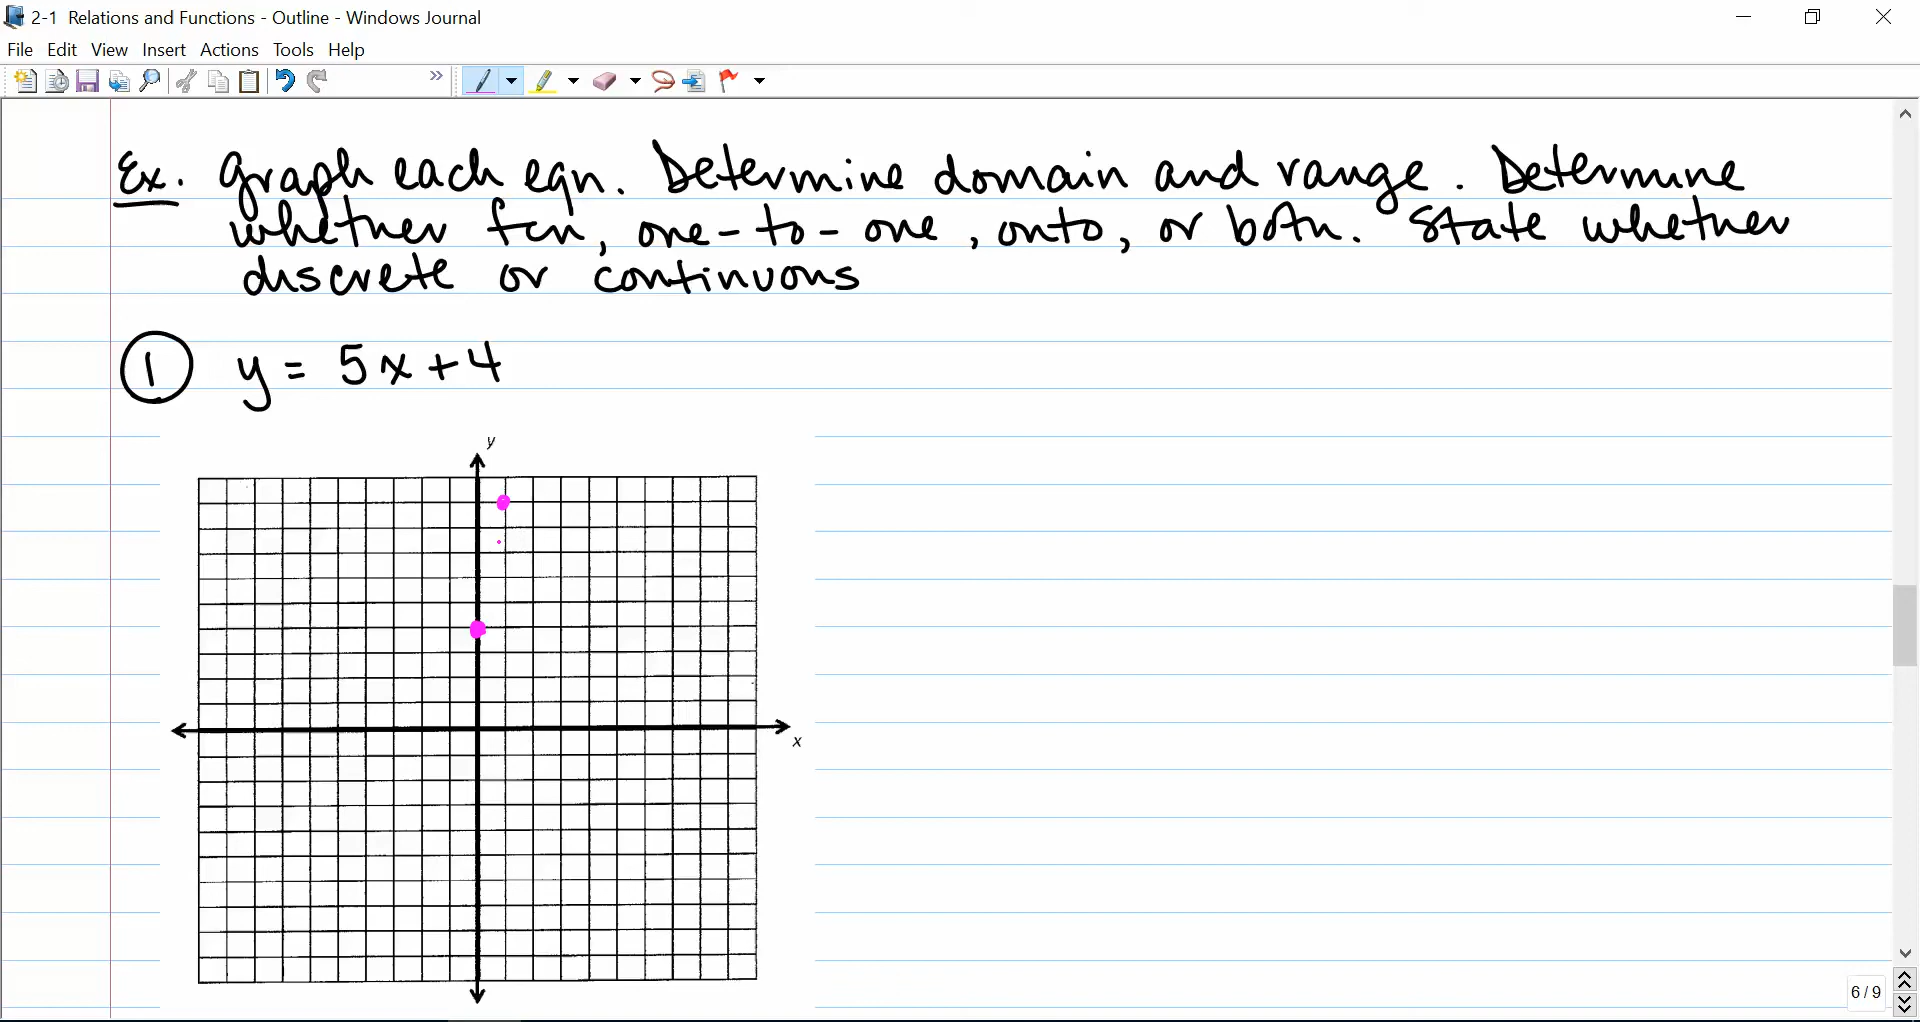 2-1 Relations and Functions - Outline - Windows Journal
File Edit View Insert Actions Tools Help
Ex. Graph each eqn. Determine domain and range. Determine
whether fcn, one-to-one, onto, or both. State whether
discrete or continuous
1 y = 5x+4
y
x
6 / 9